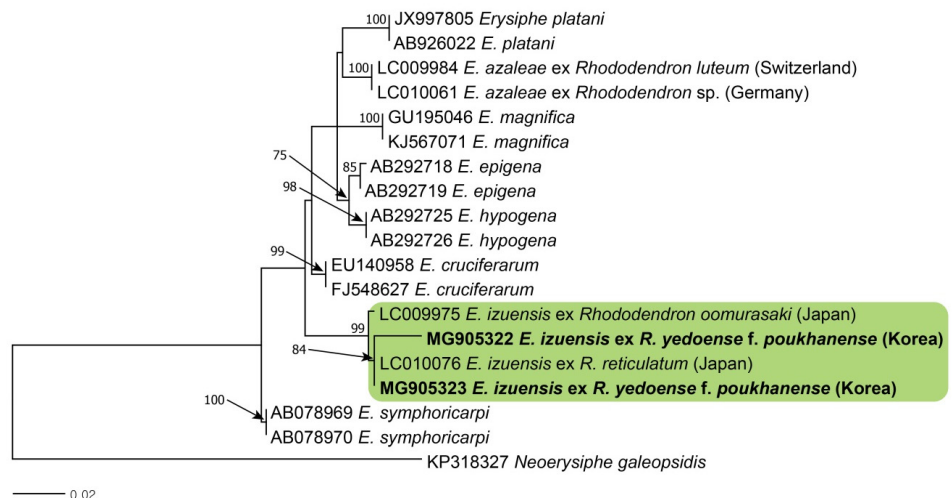 100 JX997805 Erysiphe platani
AB926022 E. platani
100 LC009984 E. azaleae ex Rhododendron luteum (Switzerland)
LC010061 E. azaleae ex Rhododendron sp. (Germany)
100 GU195046 E. magnifica
KJ567071 E. magnifica
75
85 AB292718 E. epigena
AB292719 E. epigena
98
AB292725 E. hypogena
AB292726 E. hypogena
99
EU140958 E. cruciferarum
FJ548627 E. cruciferarum
LC009975 E. izuensis ex Rhododendron oomurasaki (Japan)
99
MG905322 E. izuensis ex R. yedoense f. poukhanense (Korea)
84
LC010076 E. izuensis ex R. reticulatum (Japan)
MG905323 E. izuensis ex R. yedoense f. poukhanense (Korea)
100
AB078969 E. symphoricarpi
AB078970 E. symphoricarpi
KP318327 Neoerysiphe galeopsidis
0.02